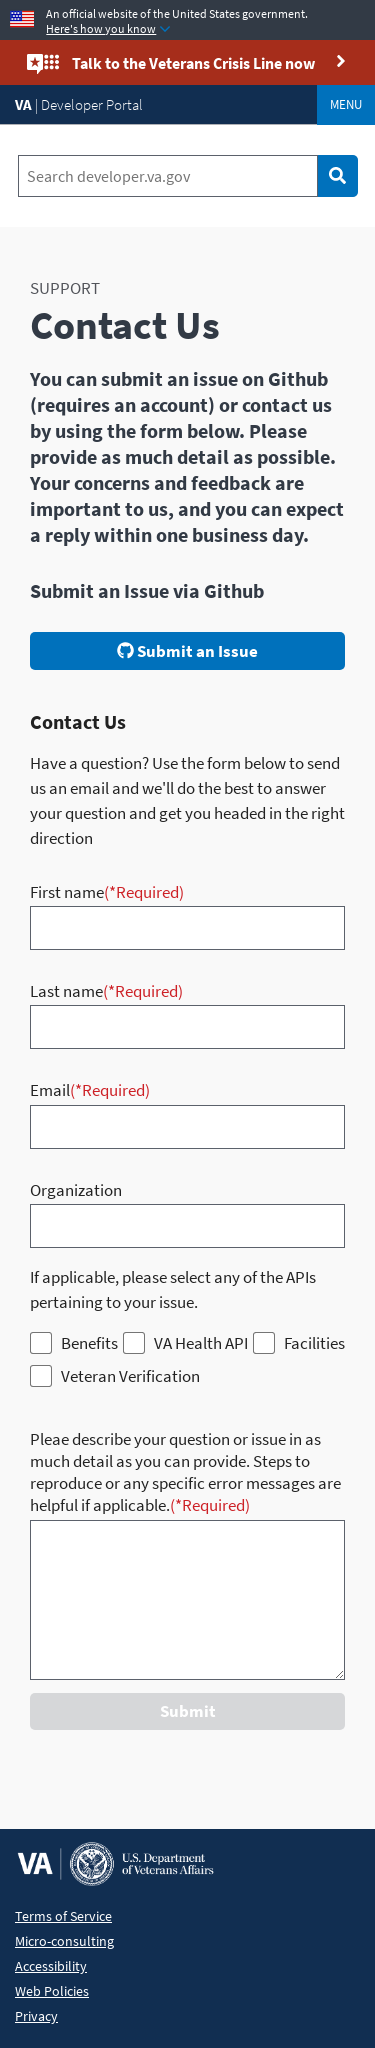 An official website of the United States government.
Here's how you know
Talk to the Veterans Crisis Line now
VA | Developer Portal
MENU
Search developer.va.gov
SUPPORT
Contact Us
You can submit an issue on Github
(requires an account) or contact us
by using the form below. Please
provide as much detail as possible.
Your concerns and feedback are
important to us, and you can expect
a reply within one business day.
Submit an Issue via Github
Submit an Issue
Contact Us
Have a question? Use the form below to send
us an email and we'll do the best to answer
your question and get you headed in the right
direction
First name(*Required)
Last name(*Required)
Email(*Required)
Organization
If applicable, please select any of the APIs
pertaining to your issue.
Benefits VA Health API Facilities
Veteran Verification
Pleae describe your question or issue in as
much detail as you can provide. Steps to
reproduce or any specific error messages are
helpful if applicable.(*Required)
Submit
VA
U.S. Department
of Veterans Affairs
Terms of Service
Micro-consulting
Accessibility
Web Policies
Privacy